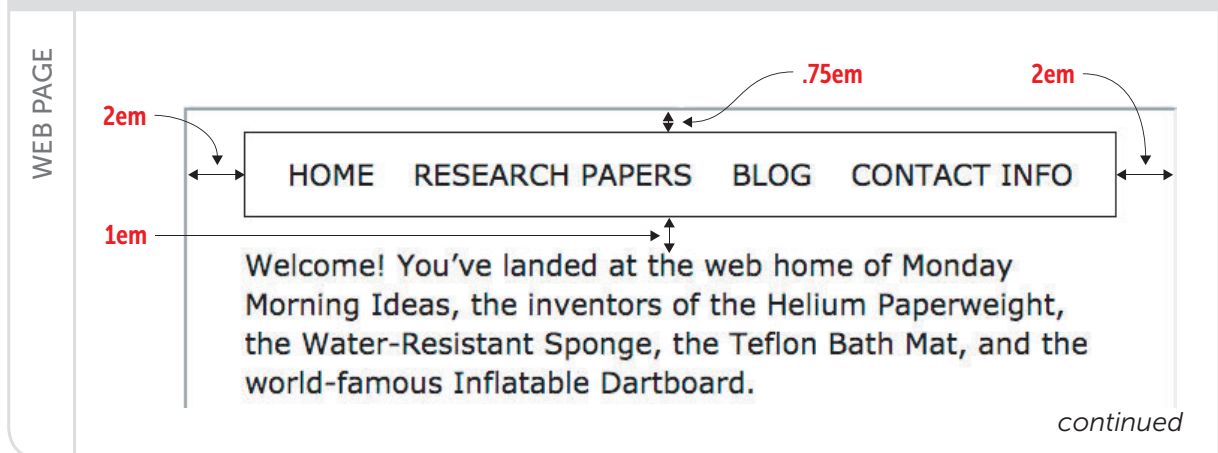 WEB PAGE
.75em
2em
2em
HOME RESEARCH PAPERS BLOG CONTACT INFO
1em
Welcome! You’ve landed at the web home of Monday
Morning Ideas, the inventors of the Helium Paperweight,
the Water-Resistant Sponge, the Teflon Bath Mat, and the
world-famous Inflatable Dartboard.
continued